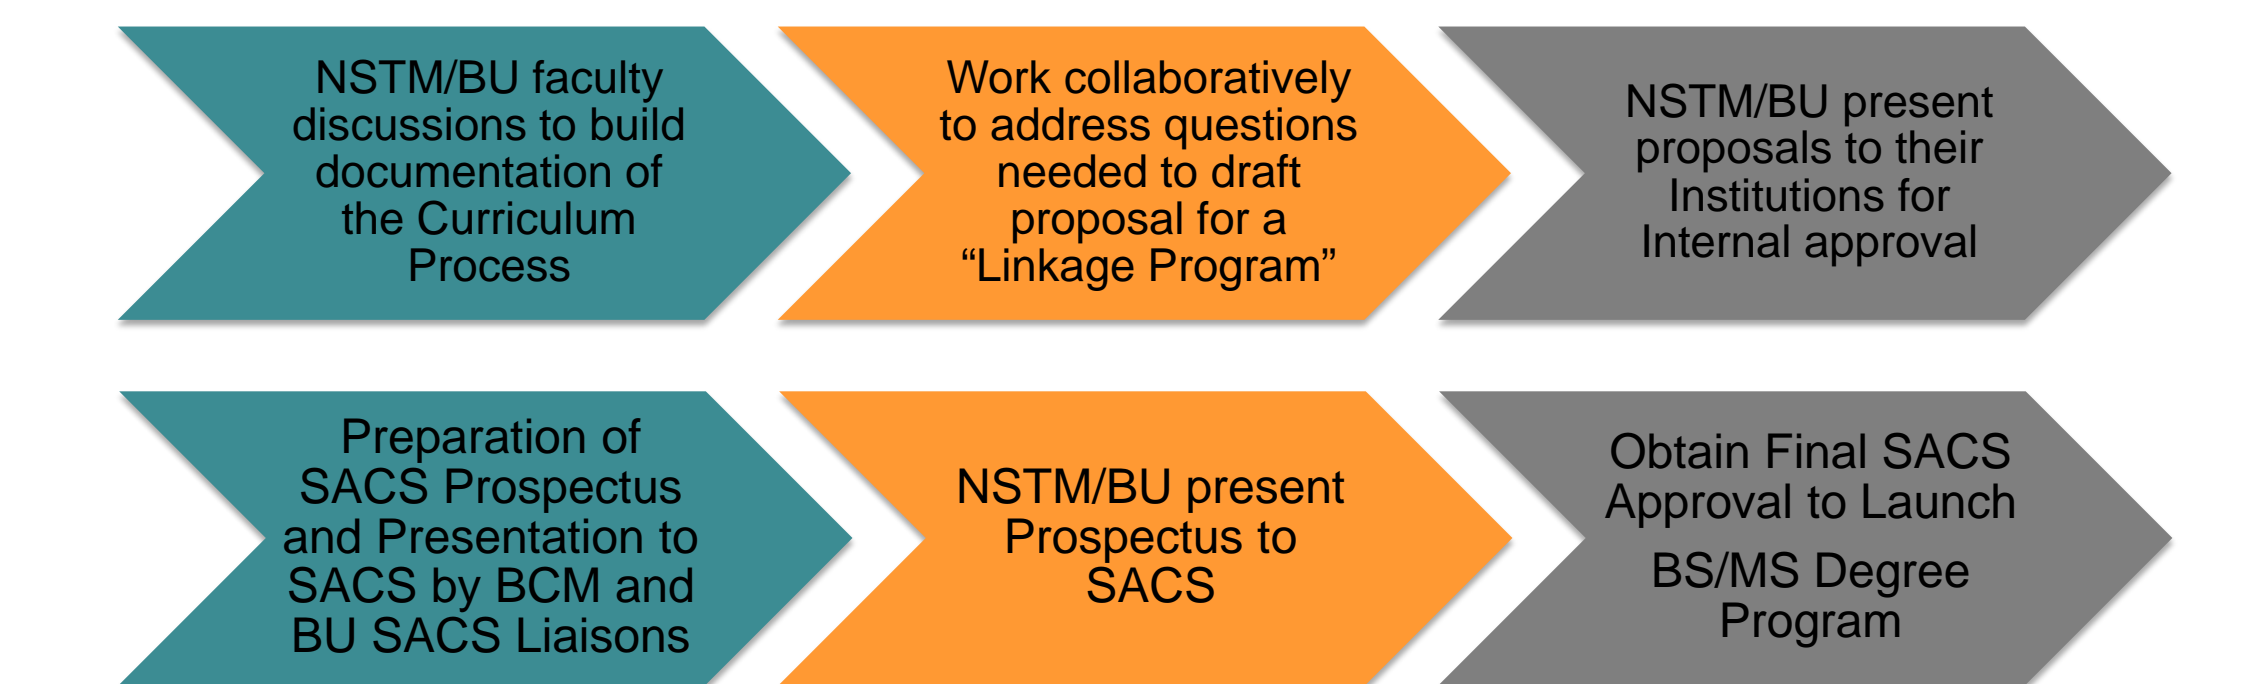 NSTM/BU faculty
discussions to build
documentation of
the Curriculum
Process
Work collaboratively
to address questions
needed to draft
proposal for a
“Linkage Program”
NSTM/BU present
proposals to their
Institutions for
Internal approval
Preparation of
SACS Prospectus
and Presentation to
SACS by BCM and
BU SACS Liaisons
NSTM/BU present
Prospectus to
SACS
Obtain Final SACS
Approval to Launch
BS/MS Degree
Program